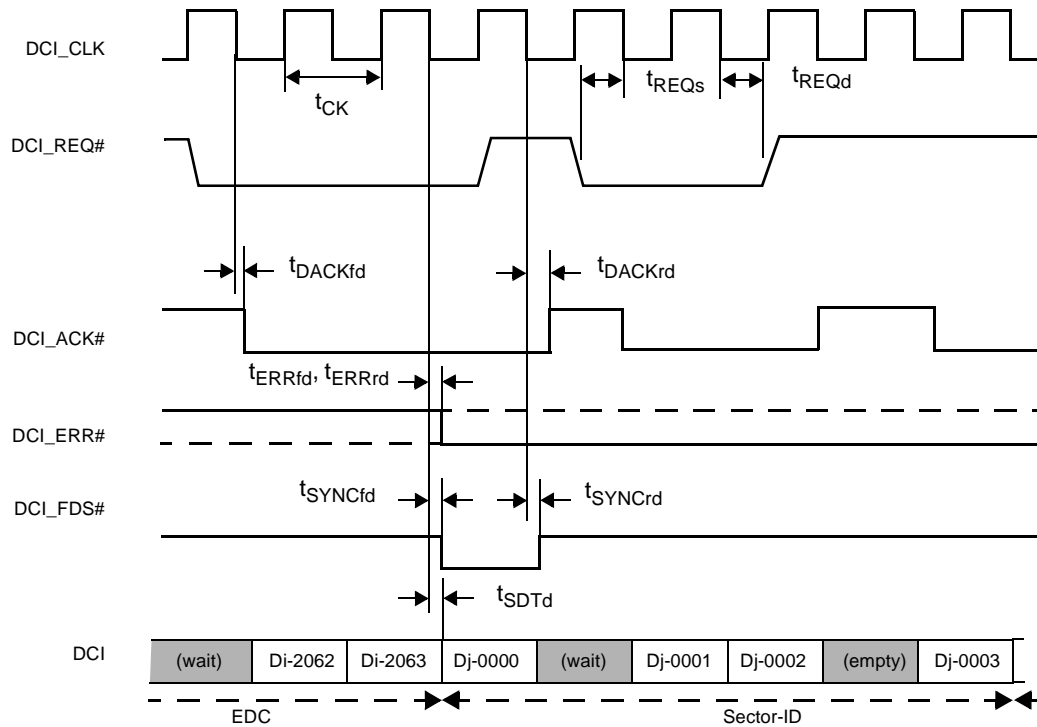 DCI_CLK
tCK
tREQs
tREQd
DCI_REQ#
tDACKfd
tDACKrd
DCI_ACK#
tERRfd, tERRrd
DCI_ERR#
tSYNCfd
tSYNCrd
DCI_FDS#
tSDTd
DCI
(wait) Di-2062 Di-2063 Dj-0000 (wait) Dj-0001 Dj-0002 (empty) Dj-0003
EDC Sector-ID